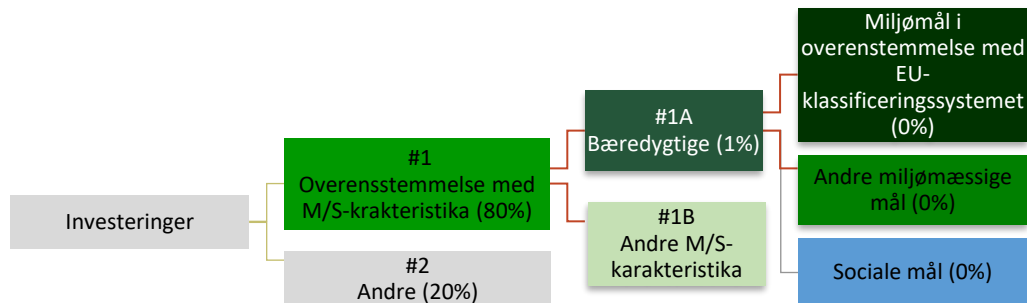 Investeringer
#1
Overensstemmelse med
M/S-krakteristika (80%)
#2
Andre (20%)
#1A
Bæredygtige (1%)
#1B
Andre M/S-
karakteristika
Miljømål i
overenstemmelse med
EU-
klassificeringssystemet
(0%)
Andre miljømæssige
mål (0%)
Sociale mål (0%)